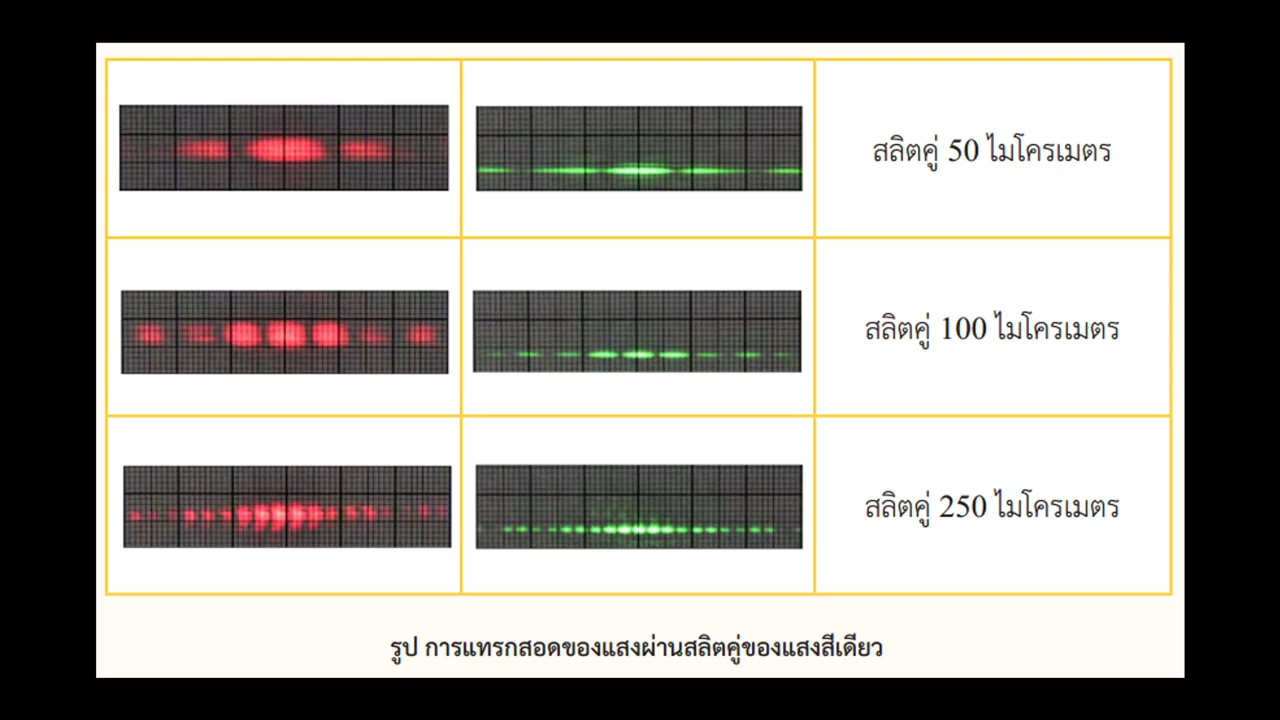 สลิตคู่ 50 ไมโครเมตร
สลิตคู่ 100 ไมโครเมตร
สลิตคู่ 250 ไมโครเมตร
รูป การแทรกสอดของแสงผ่านสลิตคู่ของแสงสีเดียว